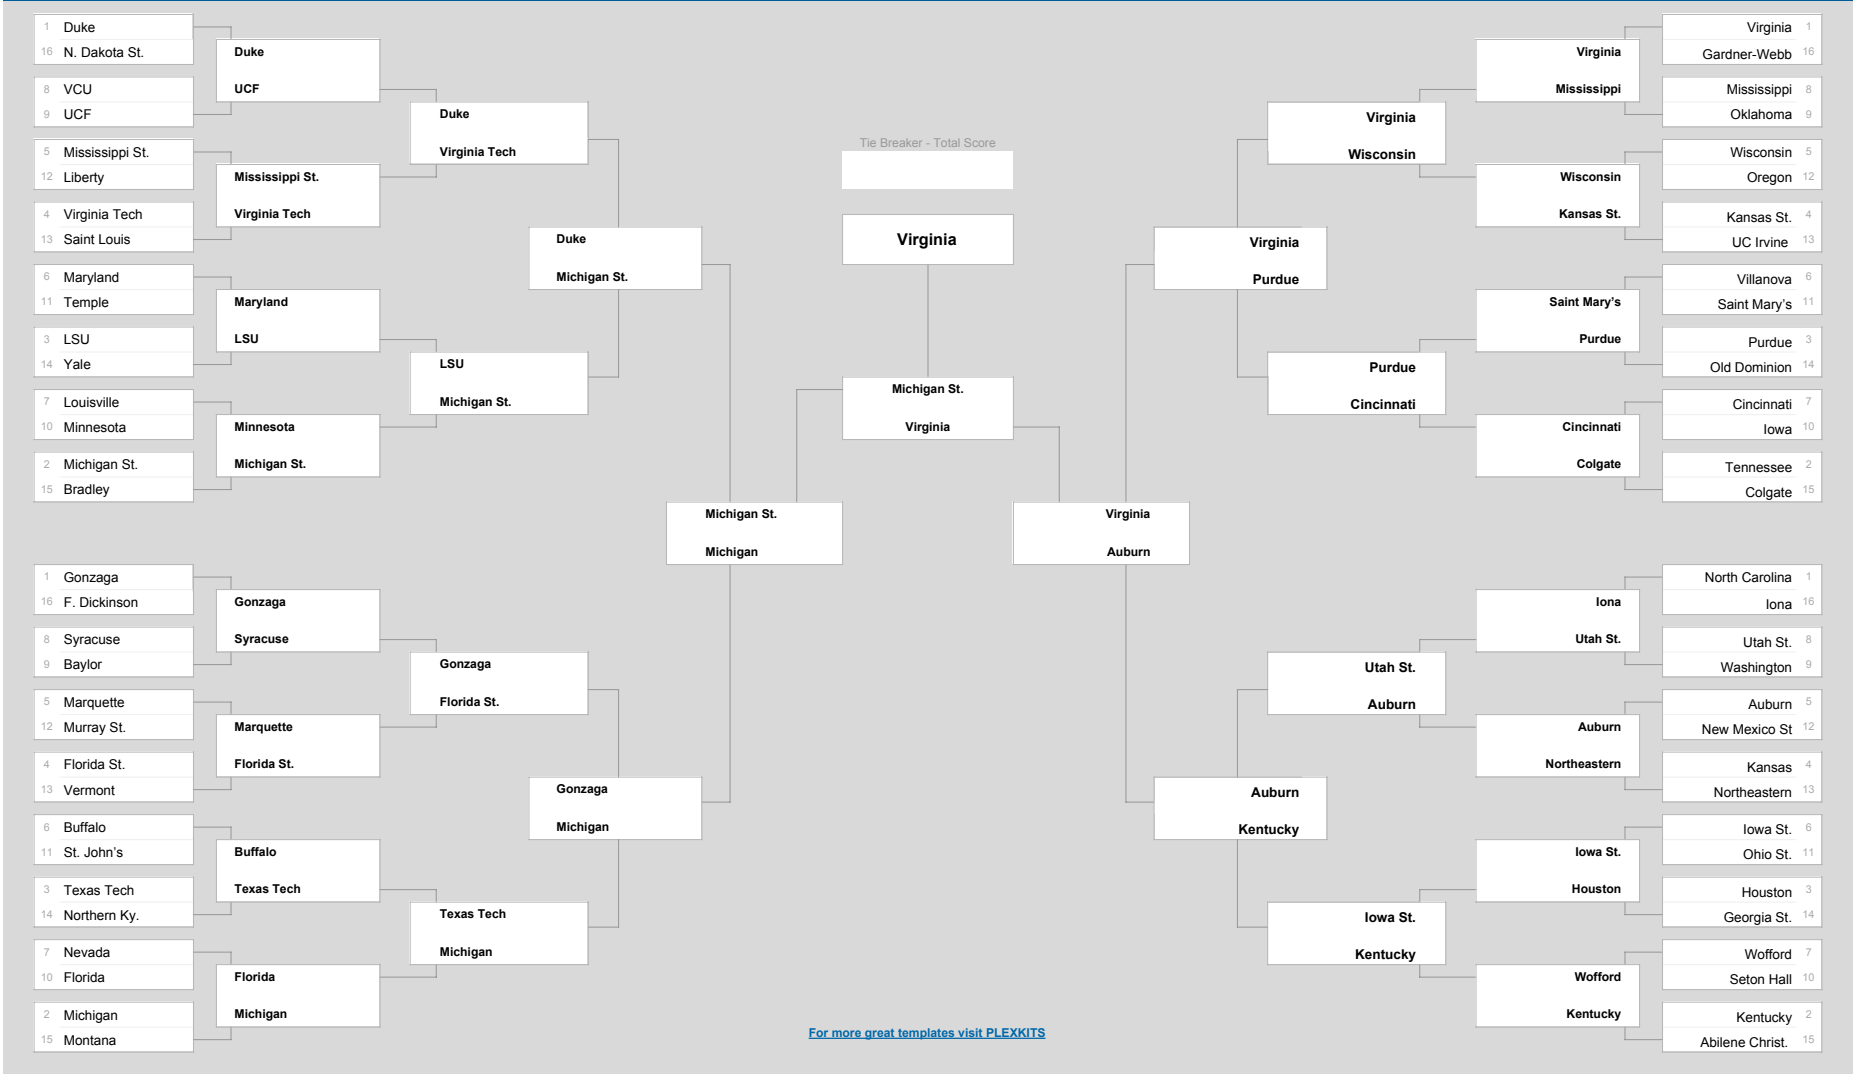 1 Duke
16 N. Dakota St.
8 VCU
9 UCF
5 Mississippi St.
12 Liberty
4 Virginia Tech
13 Saint Louis
6 Maryland
11 Temple
3 LSU
14 Yale
7 Louisville
10 Minnesota
2 Michigan St.
15 Bradley
1 Gonzaga
16 F. Dickinson
8 Syracuse
9 Baylor
5 Marquette
12 Murray St.
4 Florida St.
13 Vermont
6 Buffalo
11 St. John’s
3 Texas Tech
14 Northern Ky.
7 Nevada
10 Florida
2 Michigan
15 Montana
Duke
UCF
Mississippi St.
Virginia Tech
Maryland
LSU
Minnesota
Michigan St.
Gonzaga
Syracuse
Marquette
Florida St.
Buffalo
Texas Tech
Florida
Michigan
Duke
Virginia Tech
LSU
Michigan St.
Gonzaga
Florida St.
Texas Tech
Michigan
Duke
Michigan St.
Gonzaga
Michigan
Michigan St.
Michigan
Tie Breaker - Total Score
Virginia
Michigan St.
Virginia
For more great templates visit PLEXKITS
Virginia
Auburn
Virginia
Purdue
Auburn
Kentucky
Virginia
Wisconsin
Purdue
Cincinnati
Utah St.
Auburn
Iowa St.
Kentucky
Virginia
Mississippi
Wisconsin
Kansas St.
Saint Mary’s
Purdue
Cincinnati
Colgate
Iona
Utah St.
Auburn
Northeastern
Iowa St.
Houston
Wofford
Kentucky
Virginia 1
Gardner-Webb 16
Mississippi 8
Oklahoma 9
Wisconsin 5
Oregon 12
Kansas St. 4
UC Irvine 13
Villanova 6
Saint Mary’s 11
Purdue 3
Old Dominion 14
Cincinnati 7
Iowa 10
Tennessee 2
Colgate 15
North Carolina 1
Iona 16
Utah St. 8
Washington 9
Auburn 5
New Mexico St 12
Kansas 4
Northeastern 13
Iowa St. 6
Ohio St. 11
Houston 3
Georgia St. 14
Wofford 7
Seton Hall 10
Kentucky 2
Abilene Christ. 15